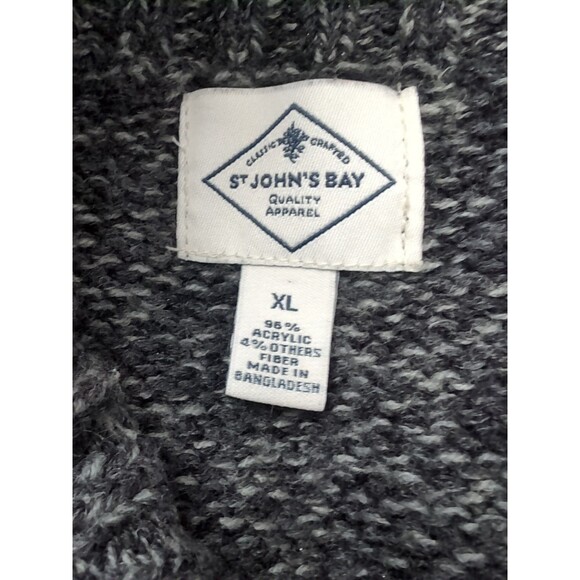 CLASSIC CRAFTED
ST JOHN'S BAY
QUALITY
APPAREL
XL
96%
ACRYLIC
4% OTHERS
FIBER
MADE IN
BANGLADESH